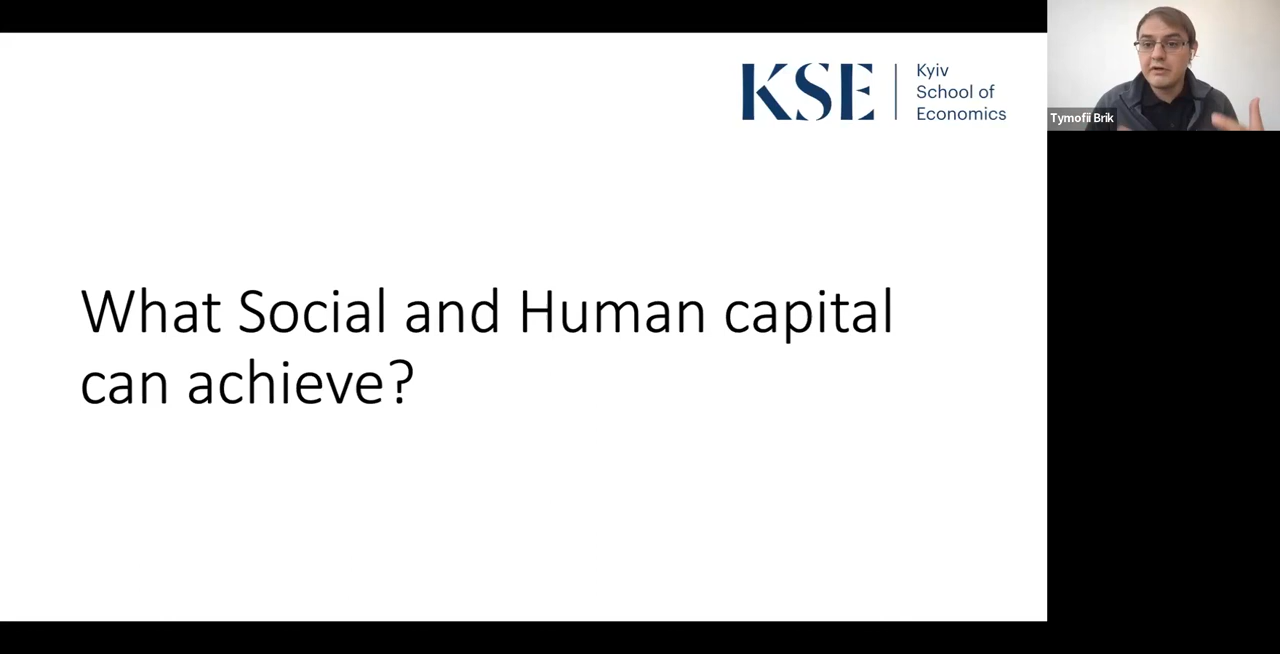 KSE
Kyiv
School of
Economics
Tymofii Brik
What Social and Human capital
can achieve?